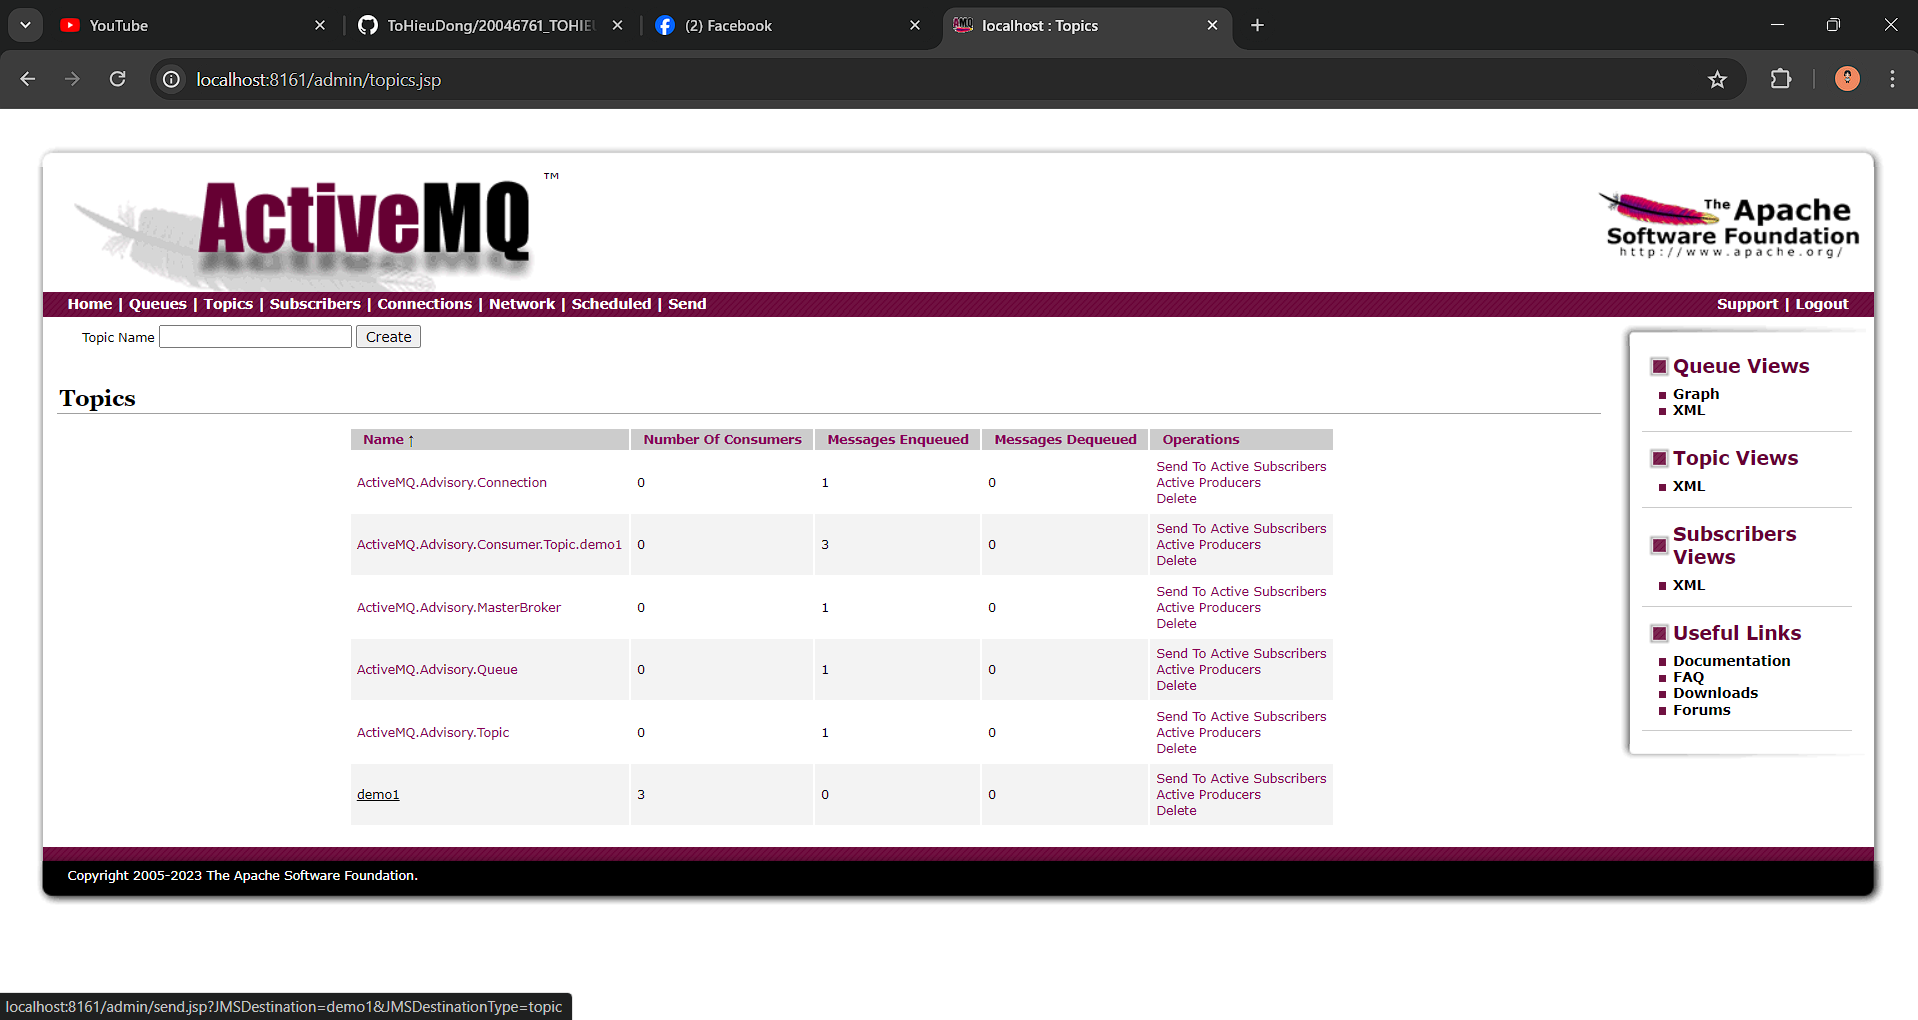 YouTube
ToHieuDong/20046761_TOHIEU
(2) Facebook
localhost : Topics
localhost:8161/admin/topics.jsp
ActiveMQ
TM
The Apache
Software Foundation
http://www.apache.org/
Home | Queues | Topics | Subscribers | Connections | Network | Scheduled | Send
Support | Logout
Topic Name
Create
Topics
Name ↑ Number Of Consumers Messages Enqueued Messages Dequeued Operations
ActiveMQ.Advisory.Connection 0 1 0
Send To Active Subscribers
Active Producers
Delete
ActiveMQ.Advisory.Consumer.Topic.demo1 0 3 0
Send To Active Subscribers
Active Producers
Delete
ActiveMQ.Advisory.MasterBroker 0 1 0
Send To Active Subscribers
Active Producers
Delete
ActiveMQ.Advisory.Queue 0 1 0
Send To Active Subscribers
Active Producers
Delete
ActiveMQ.Advisory.Topic 0 1 0
Send To Active Subscribers
Active Producers
Delete
demo1 3 0 0
Send To Active Subscribers
Active Producers
Delete
Queue Views
Graph
XML
Topic Views
XML
Subscribers
Views
XML
Useful Links
Documentation
FAQ
Downloads
Forums
Copyright 2005-2023 The Apache Software Foundation.
localhost:8161/admin/send.jsp?JMSDestination=demo1&JMSDestinationType=topic